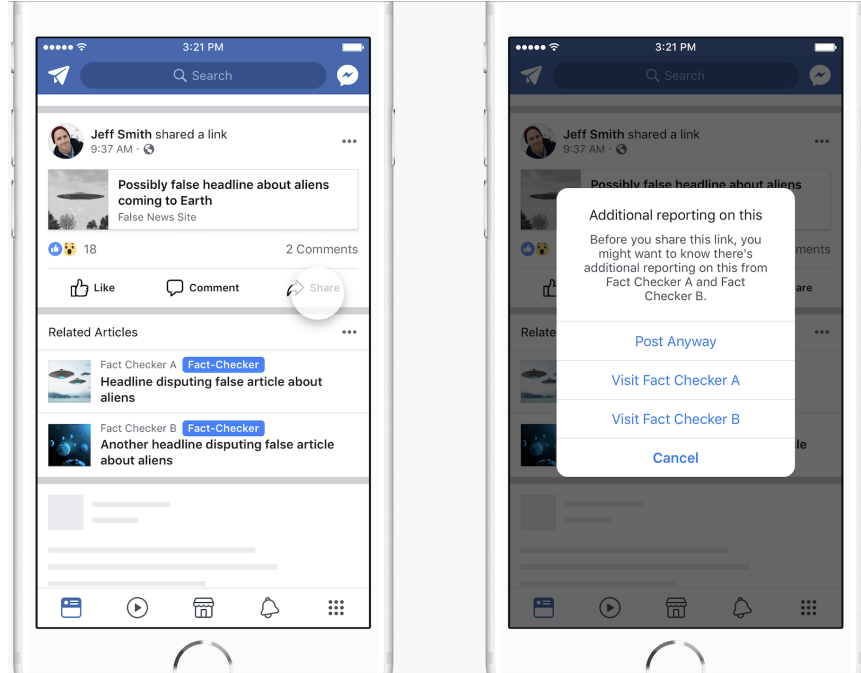 3:21 PM
Search
Jeff Smith shared a link
9:37 AM ·
Possibly false headline about aliens
coming to Earth
False News Site
18
2 Comments
Like Comment Share
Related Articles
Fact Checker A Fact-Checker
Headline disputing false article about
aliens
Fact Checker B Fact-Checker
Another headline disputing false article
about aliens
3:21 PM
Search
Jeff Smith shared a link
9:37 AM ·
Possibly false headline about aliens
Additional reporting on this
Before you share this link, you
might want to know there's
additional reporting on this from
Fact Checker A and Fact
Checker B.
ments
are
Relate
Post Anyway
Visit Fact Checker A
Visit Fact Checker B
le
Cancel